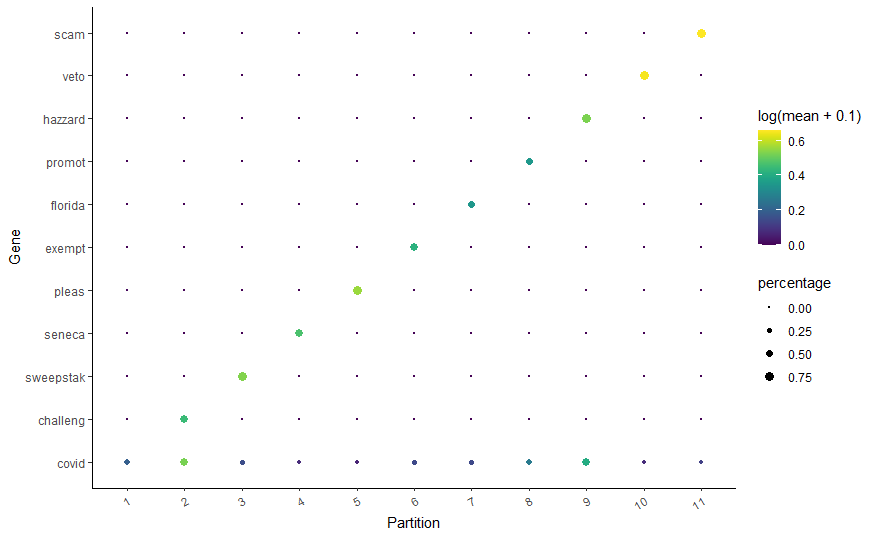 scam
veto
hazzard
promot
florida
exempt
pleas
seneca
sweepstak
challeng
covid
Gene
1 2 3 4 5 6 7 8 9 10 11
Partition
log(mean + 0.1)
0.6
0.4
0.2
0.0
percentage
0.00
0.25
0.50
0.75